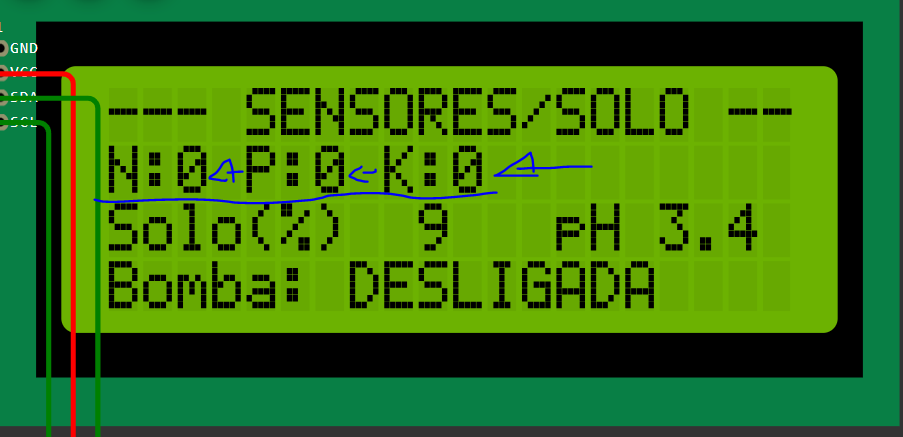 GND
VCC
SDA
SCL
--- SENSORES/SOLO --
N:0 P:0 K:0
Solo(%) 9 pH 3.4
Bomba: DESLIGADA